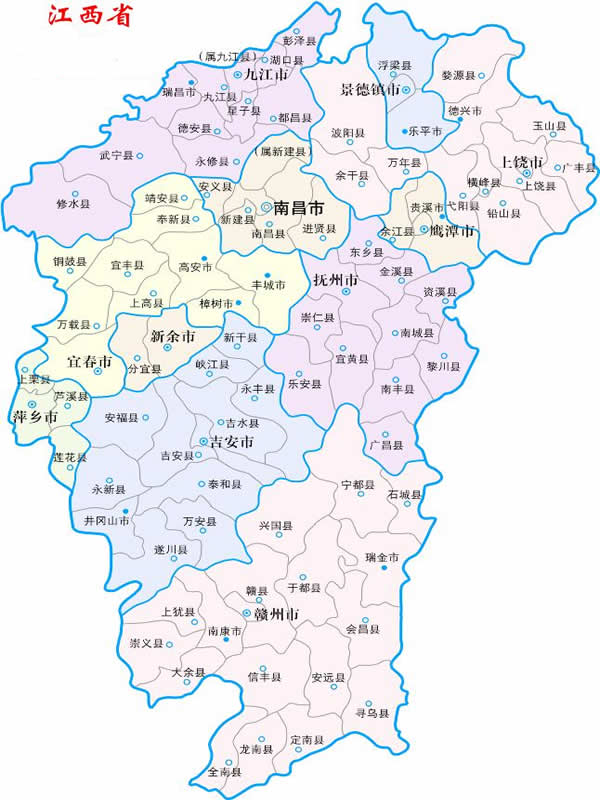 江西省
彭泽县
(属九江县)
湖口县
九江市
浮梁县
婺源县
瑞昌市
九江县
景德镇市
星子县
都昌县
德兴市
德安县
乐平市
玉山县
波阳县
武宁县
永修县
(属新建县)
万年县
上饶市
广丰县
余干县
横峰县
上饶县
修水县
靖安县
安义县
贵溪市
弋阳县
铅山县
奉新县
新建县
南昌市
南昌县
进贤县
余江县
鹰潭市
东乡县
铜鼓县
宜丰县
高安市
金溪县
丰城市
抚州市
资溪县
上高县
樟树市
崇仁县
万载县
新余市
新干县
南城县
宜春市
分宜县
峡江县
宜黄县
黎川县
上栗县
乐安县
南丰县
芦溪县
永丰县
萍乡市
安福县
吉水县
吉安市
广昌县
莲花县
吉安县
永新县
泰和县
宁都县
石城县
井冈山市
万安县
兴国县
遂川县
瑞金市
赣县
于都县
上犹县
赣州市
南康市
会昌县
崇义县
大余县
信丰县
安远县
寻乌县
龙南县
定南县
全南县